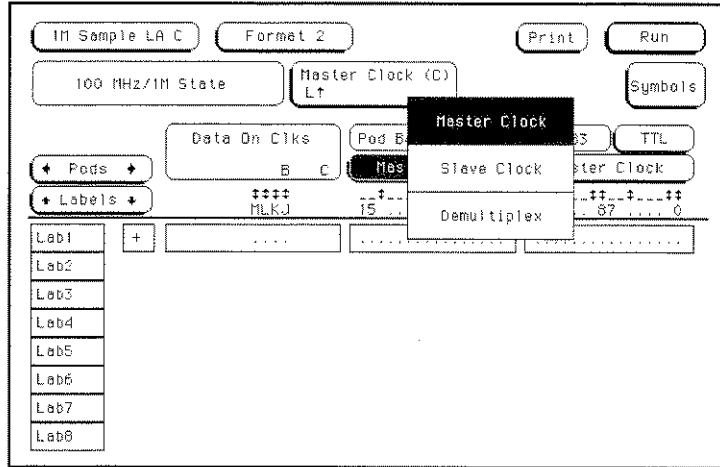 1M Sample LA C Format 2 Print Run
100 MHz/1M State Master Clock (C) L↑ Symbols
Master Clock
Slave Clock
Demultiplex
Data On Clks B C
Pod B
TTL
← Pods → Mas ster Clock
← Labels →
MLKJ 15 .. .. 87 .... 0
Lab1 + .... 
Lab2
Lab3
Lab4
Lab5
Lab6
Lab7
Lab8